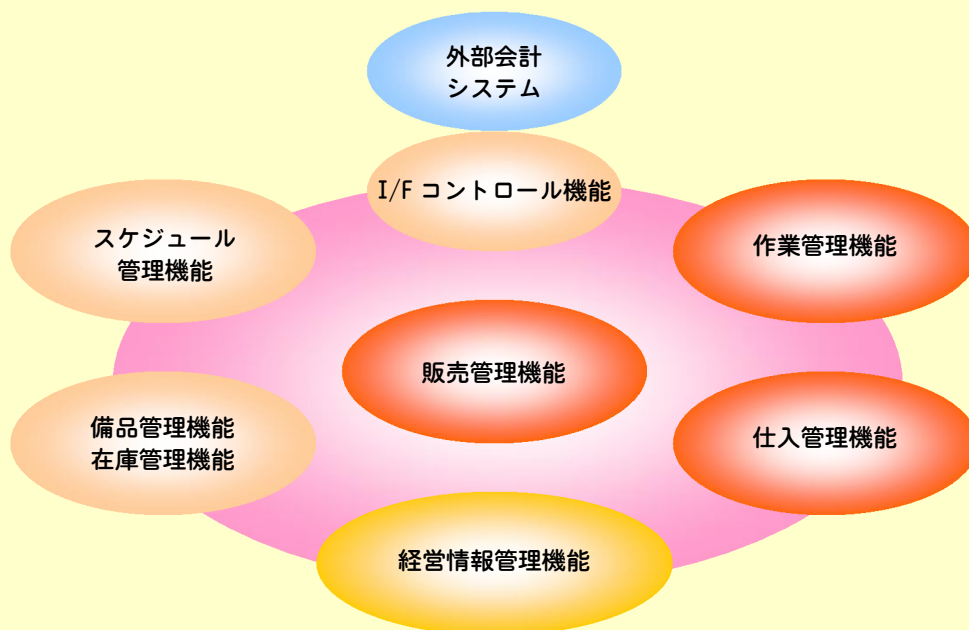 外部会計
システム
I/F コントロール機能
スケジュール
管理機能
作業管理機能
販売管理機能
備品管理機能
在庫管理機能
仕入管理機能
経営情報管理機能